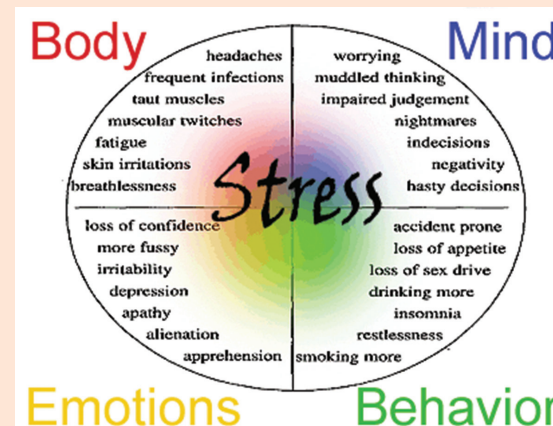 Body
Mind
headaches
frequent infections
taut muscles
muscular twitches
fatigue
skin irritations
breathlessness
worrying
muddled thinking
impaired judgement
nightmares
indecisions
negativity
hasty decisions
Stress
loss of confidence
more fussy
irritability
depression
apathy
alienation
apprehension
accident prone
loss of appetite
loss of sex drive
drinking more
insomnia
restlessness
smoking more
Emotions
Behavior